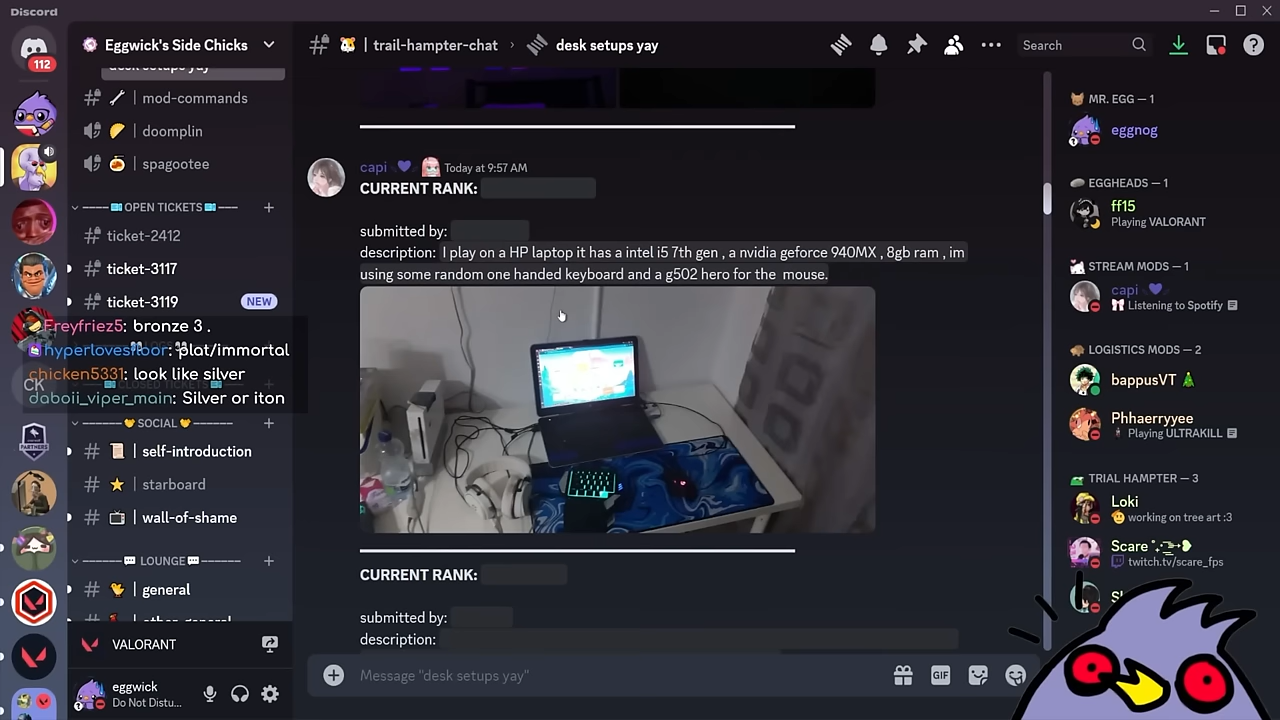 Discord
112
Eggwick's Side Chicks
| trail-hampter-chat
desk setups yay
Search
desk setups yay
| mod-commands
| doomplin
| spagootee
OPEN TICKETS
ticket-2412
ticket-3117
ticket-3119
NEW
Freyfriez5: bronze 3 .
hyperlovesfloor: plat/immortal
chicken5331: look like silver
daboii_viper_main: Silver or iton
CK
CLOSED TICKETS
SOCIAL
| self-introduction
| starboard
| wall-of-shame
LOUNGE
| general
VALORANT
eggwick
Do Not Distu...
capi
Today at 9:57 AM
CURRENT RANK:
submitted by:
description: I play on a HP laptop it has a intel i5 7th gen , a nvidia geforce 940MX , 8gb ram , im
using some random one handed keyboard and a g502 hero for the mouse.
CURRENT RANK:
submitted by:
description:
Message "desk setups yay"
GIF
MR. EGG — 1
eggnog
EGGHEADS — 1
ff15
Playing VALORANT
STREAM MODS — 1
capi
Listening to Spotify
LOGISTICS MODS — 2
bappusVT
Phhaerryyee
Playing ULTRAKILL
TRIAL HAMPTER — 3
Loki
working on tree art :3
Scare
twitch.tv/scare_fps